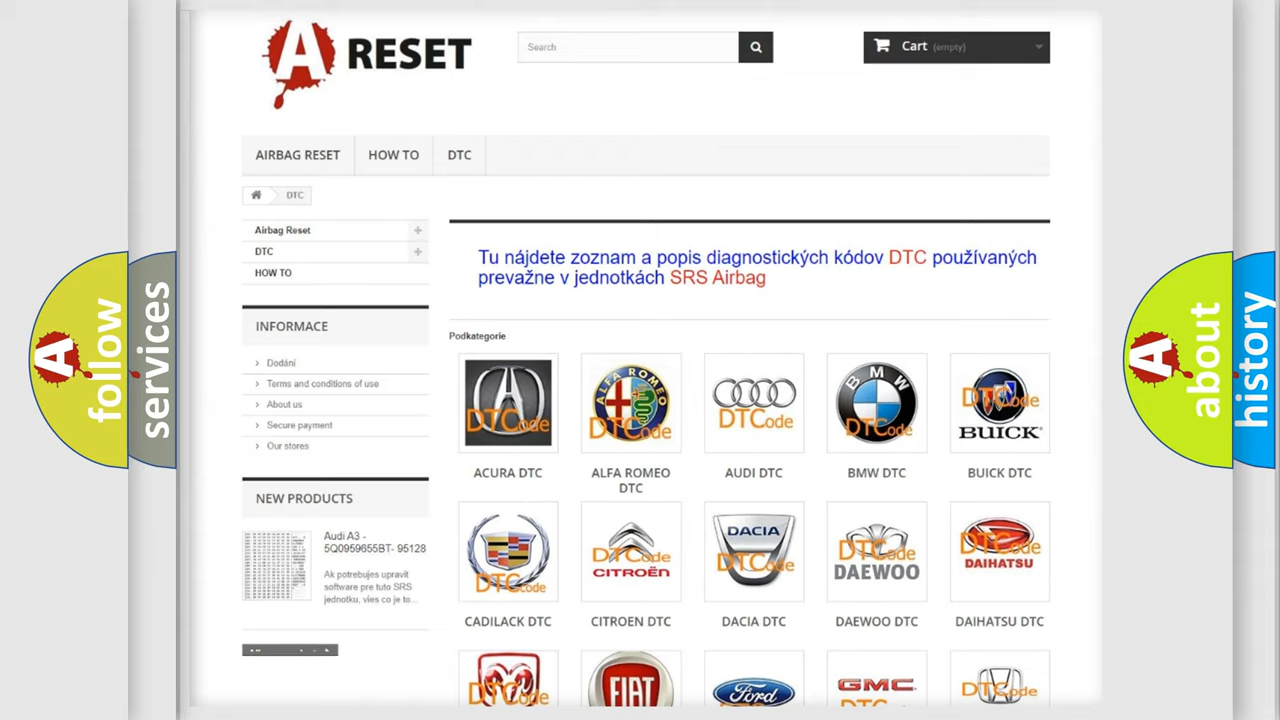 A RESET
Search
Cart (empty)
AIRBAG RESET
HOW TO
DTC
DTC
Airbag Reset
DTC
HOW TO
Tu nájdete zoznam a popis diagnostických kódov DTC používaných
prevažne v jednotkách SRS Airbag
INFORMACE
Dodání
Terms and conditions of use
About us
Secure payment
Our stores
NEW PRODUCTS
Audi A3 -
5Q0959655BT- 95128
Ak potrebujes upravit
software pre tuto SRS
jednotku, vies co je to...
Podkategorie
DTCode
ALFA ROMEO
DTCode
DTCode
BMW
DTCode
DTCode
BUICK
ACURA DTC
ALFA ROMEO
DTC
AUDI DTC
BMW DTC
BUICK DTC
DTCode
DTCode
CITROËN
DACIA
DTCode
DTCode
DAEWOO
DTCode
DAIHATSU
CADILACK DTC
CITROEN DTC
DACIA DTC
DAEWOO DTC
DAIHATSU DTC
DTCode
FIAT
Ford
DTCode
GMC
DTCode
A follow
services
A about
history